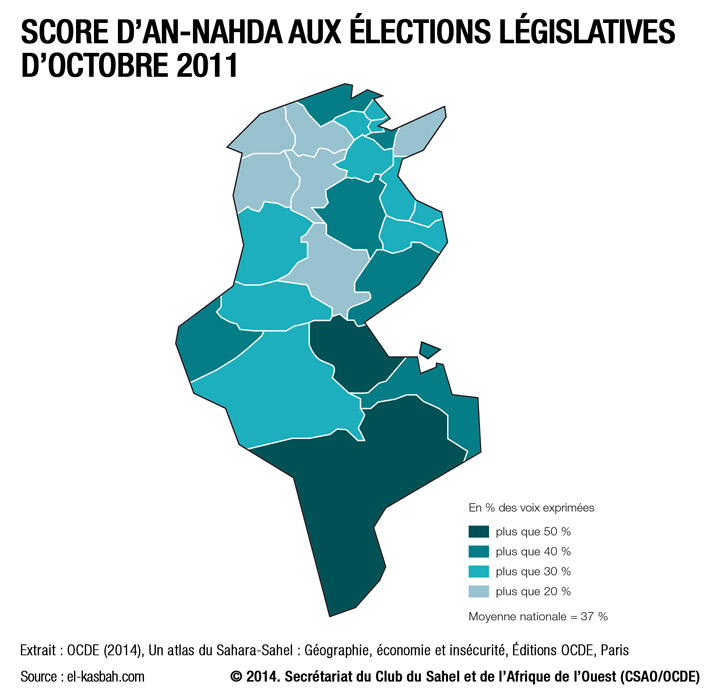 SCORE D’AN-NAHDA AUX ÉLECTIONS LÉGISLATIVES
D’OCTOBRE 2011
En % des voix exprimées
plus que 50 %
plus que 40 %
plus que 30 %
plus que 20 %
Moyenne nationale = 37 %
Extrait : OCDE (2014), Un atlas du Sahara-Sahel : Géographie, économie et insécurité, Éditions OCDE, Paris
Source : el-kasbah.com
© 2014. Secrétariat du Club du Sahel et de l’Afrique de l’Ouest (CSAO/OCDE)